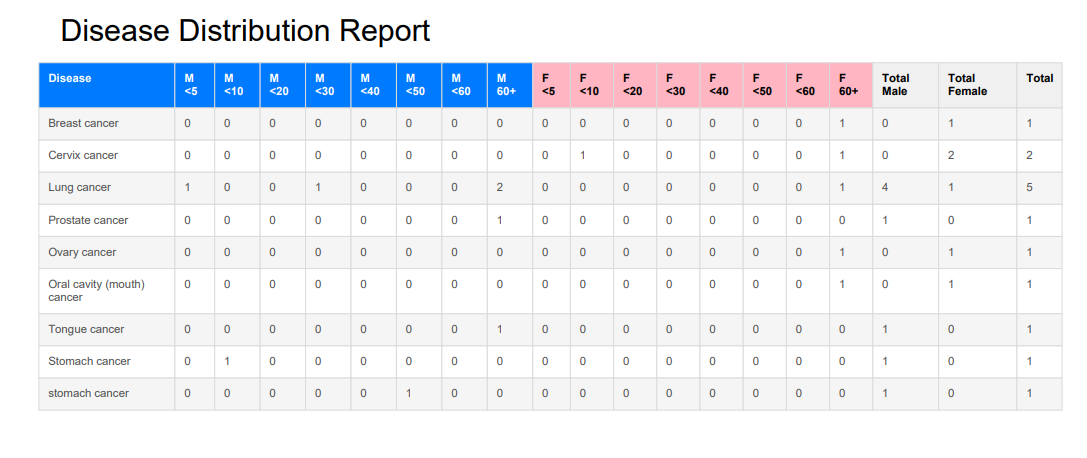 Disease Distribution Report
Disease M <5 M <10 M <20 M <30 M <40 M <50 M <60 M 60+ F <5 F <10 F <20 F <30 F <40 F <50 F <60 F 60+ Total Male Total Female Total
Breast cancer 0 0 0 0 0 0 0 0 0 0 0 0 0 0 0 1 0 1 1
Cervix cancer 0 0 0 0 0 0 0 0 0 1 0 0 0 0 0 1 0 2 2
Lung cancer 1 0 0 1 0 0 0 2 0 0 0 0 0 0 0 1 4 1 5
Prostate cancer 0 0 0 0 0 0 0 1 0 0 0 0 0 0 0 0 1 0 1
Ovary cancer 0 0 0 0 0 0 0 0 0 0 0 0 0 0 0 1 0 1 1
Oral cavity (mouth) cancer 0 0 0 0 0 0 0 0 0 0 0 0 0 0 0 1 0 1 1
Tongue cancer 0 0 0 0 0 0 0 1 0 0 0 0 0 0 0 0 1 0 1
Stomach cancer 0 1 0 0 0 0 0 0 0 0 0 0 0 0 0 0 1 0 1
stomach cancer 0 0 0 0 0 1 0 0 0 0 0 0 0 0 0 0 1 0 1